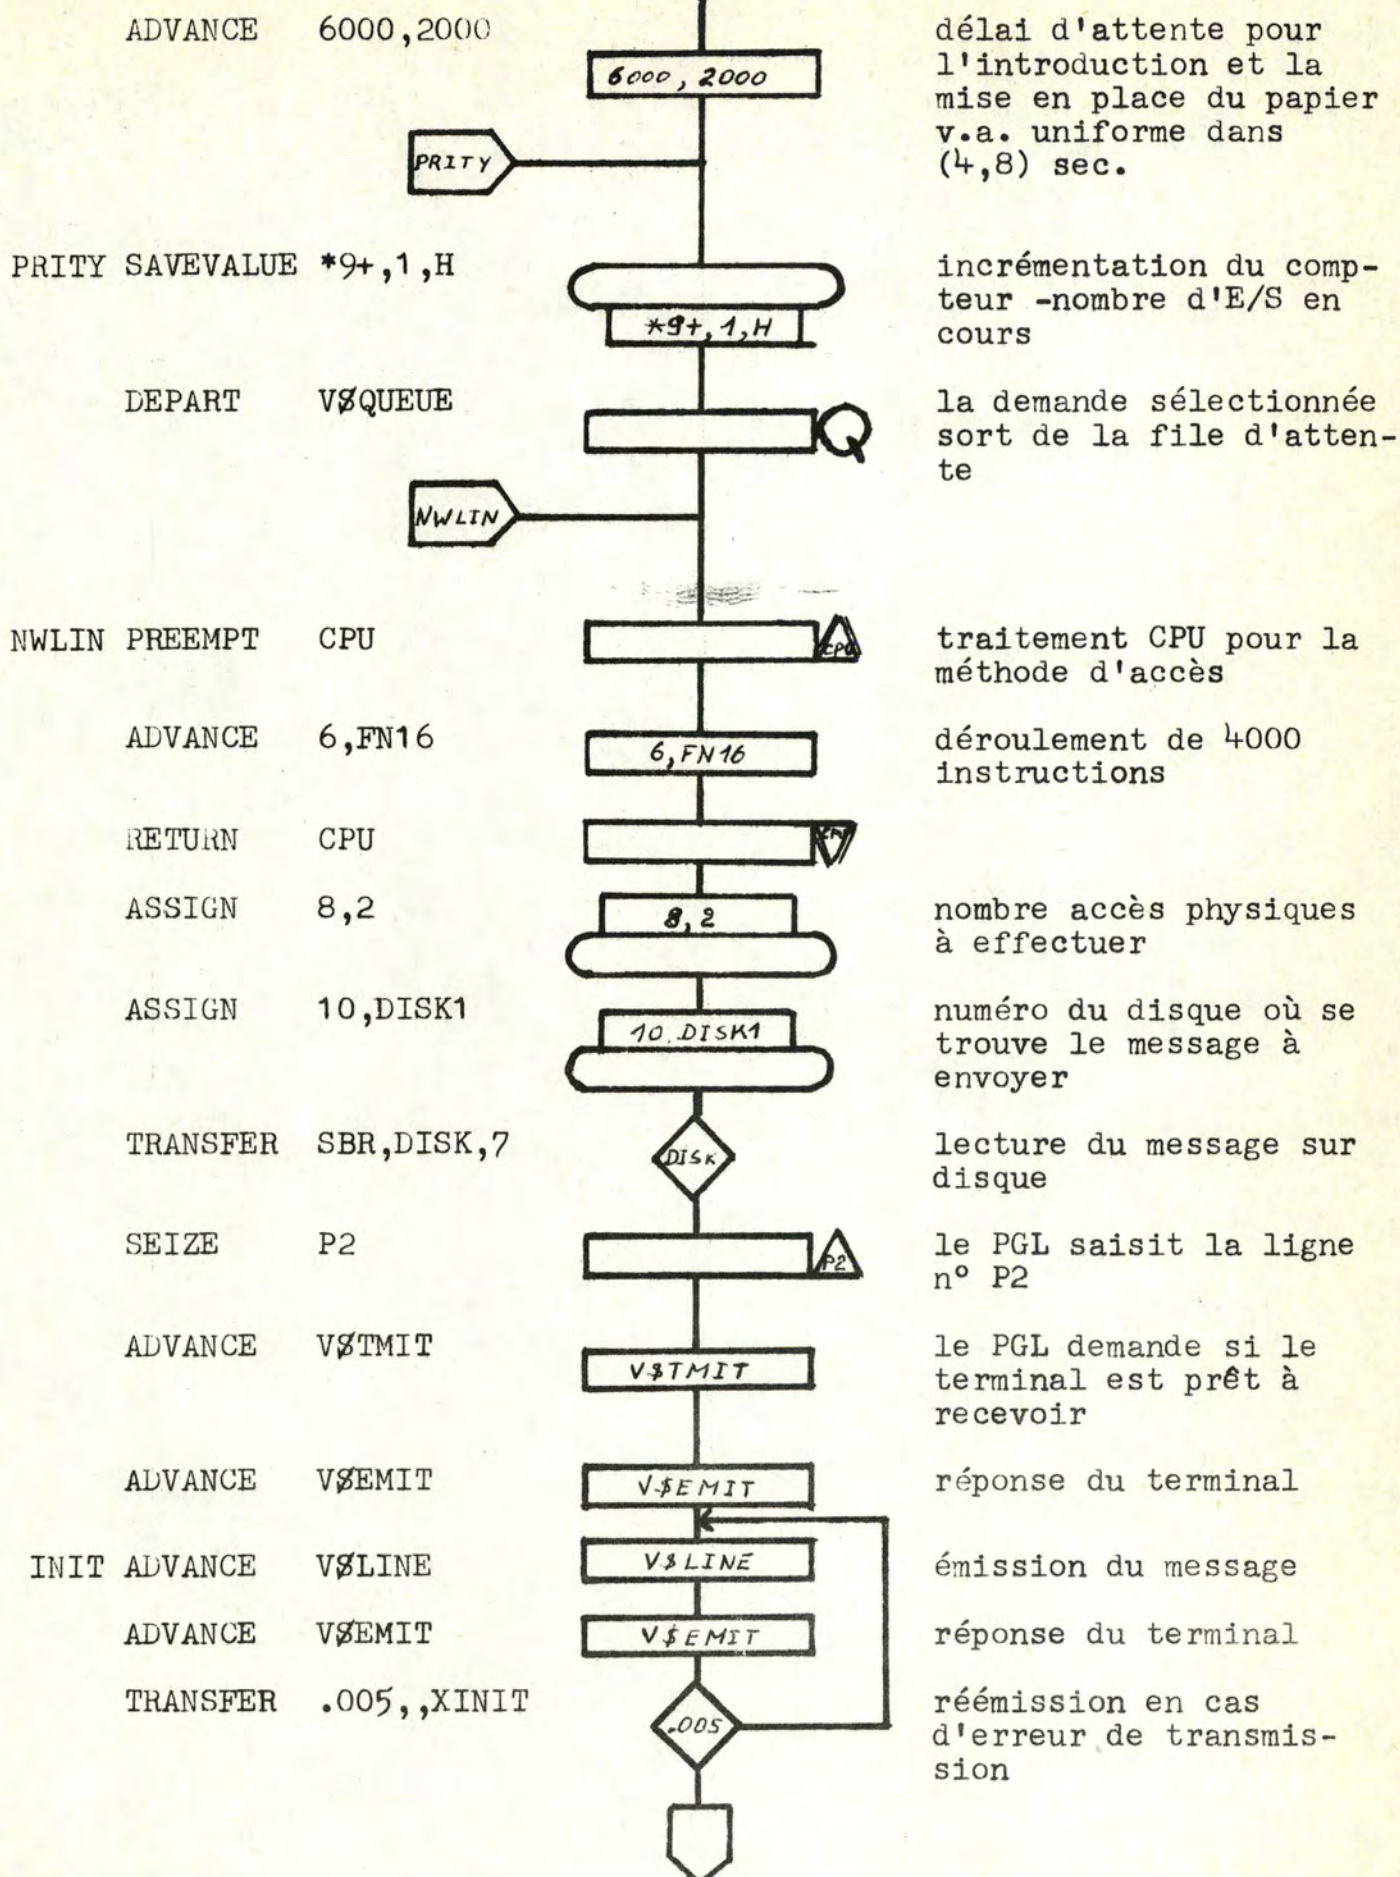 ADVANCE 6000,2000 6000, 2000 délai d'attente pour
l'introduction et la
mise en place du papier
v.a. uniforme dans
(4,8) sec.
PRITY
PRITY SAVEVALUE *9+,1,H incrémentation du comp-
teur -nombre d'E/S en
*9+, 1, H cours
DEPART V$QUEUE la demande sélectionnée
sort de la file d'atten-
te
NWLIN
NWLIN PREEMPT CPU CPU traitement CPU pour la
méthode d'accès
ADVANCE 6,FN16 6, FN16 déroulement de 4000
instructions
RETURN CPU CPU
ASSIGN 8,2 8, 2 nombre accès physiques
à effectuer
ASSIGN 10,DISK1 10.DISK1 numéro du disque où se
trouve le message à
envoyer
TRANSFER SBR,DISK,7 DISK lecture du message sur
disque
SEIZE P2 P2 le PGL saisit la ligne
n° P2
ADVANCE V$TMIT V$TMIT le PGL demande si le
terminal est prêt à
recevoir
ADVANCE V$EMIT V$EMIT réponse du terminal
INIT ADVANCE V$LINE V$LINE émission du message
ADVANCE V$EMIT V$EMIT réponse du terminal
TRANSFER .005,,XINIT .005 réémission en cas
d'erreur de transmis-
sion